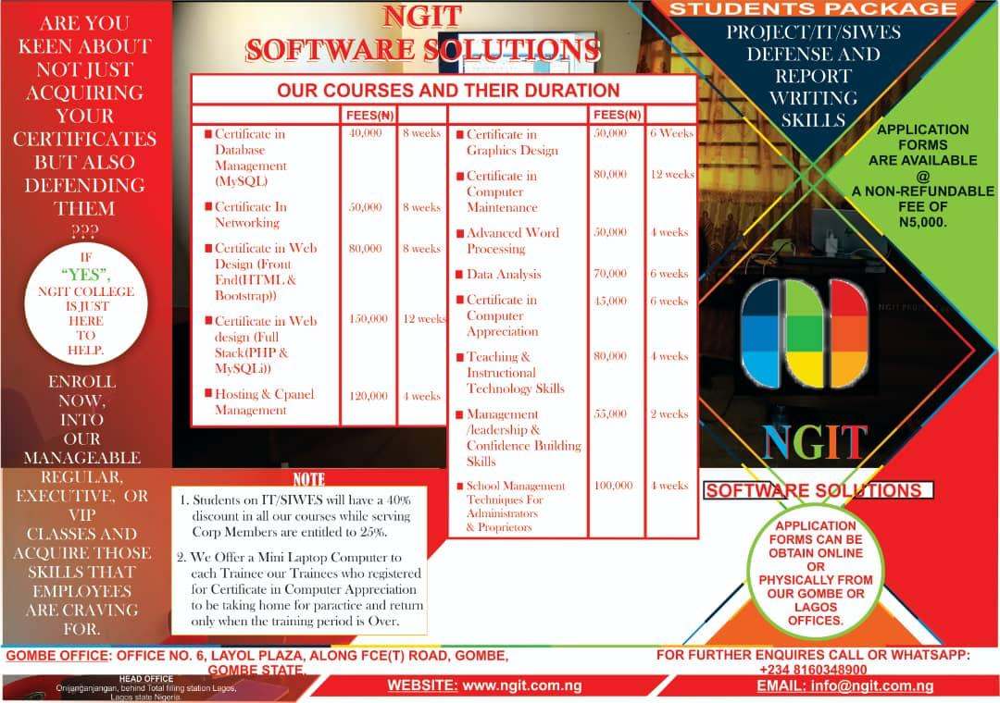 ARE YOU
KEEN ABOUT
NOT JUST
ACQUIRING
YOUR
CERTIFICATES
BUT ALSO
DEFENDING
THEM
???
IF
“YES”,
NGIT COLLEGE
IS JUST
HERE
TO
HELP.
ENROLL
NOW,
INTO
OUR
MANAGEABLE
REGULAR,
EXECUTIVE, OR
VIP
CLASSES AND
ACQUIRE THOSE
SKILLS THAT
EMPLOYEES
ARE CRAVING
FOR.
NGIT
SOFTWARE SOLUTIONS
OUR COURSES AND THEIR DURATION
FEES(₦)
Certificate in 40,000 8 weeks
Database
Management
(MySQL)
Certificate In 50,000 8 weeks
Networking
Certificate in Web 80,000 8 weeks
Design (Front
End(HTML &
Bootstrap))
Certificate in Web 150,000 12 weeks
design (Full
Stack(PHP &
MySQLi))
Hosting & Cpanel 120,000 4 weeks
Management
FEES(N)
Certificate in 50,000 6 Weeks
Graphics Design
Certificate in 80,000 12 weeks
Computer
Maintenance
Advanced Word 50,000 4 weeks
Processing
Data Analysis 70,000 6 weeks
Certificate in 45,000 6 weeks
Computer
Appreciation
Teaching & 80,000 4 weeks
Instructional
Technology Skills
Management 55,000 2 weeks
/leadership &
Confidence Building
Skills
School Management 100,000 4 weeks
Techniques For
Administrators
& Proprietors
NOTE
1. Students on IT/SIWES will have a 40%
discount in all our courses while serving
Corp Members are entitled to 25%.
2. We Offer a Mini Laptop Computer to
each Trainee our Trainees who registered
for Certificate in Computer Appreciation
to be taking home for paractice and return
only when the training period is Over.
STUDENTS PACKAGE
PROJECT/IT/SIWES
DEFENSE AND
REPORT
WRITING
SKILLS
APPLICATION
FORMS
ARE AVAILABLE
@
A NON-REFUNDABLE
FEE OF
N5,000.
NGIT
SOFTWARE SOLUTIONS
APPLICATION
FORMS CAN BE
OBTAIN ONLINE
OR
PHYSICALLY FROM
OUR GOMBE OR
LAGOS
OFFICES.
GOMBE OFFICE: OFFICE NO. 6, LAYOL PLAZA, ALONG FCE(T) ROAD, GOMBE,
GOMBE STATE.
FOR FURTHER ENQUIRES CALL OR WHATSAPP:
+234 8160348900
HEAD OFFICE
Onijanganjangan, behind Total filling station Lagos,
Lagos state Nigeria.
WEBSITE: www.ngit.com.ng
EMAIL: info@ngit.com.ng